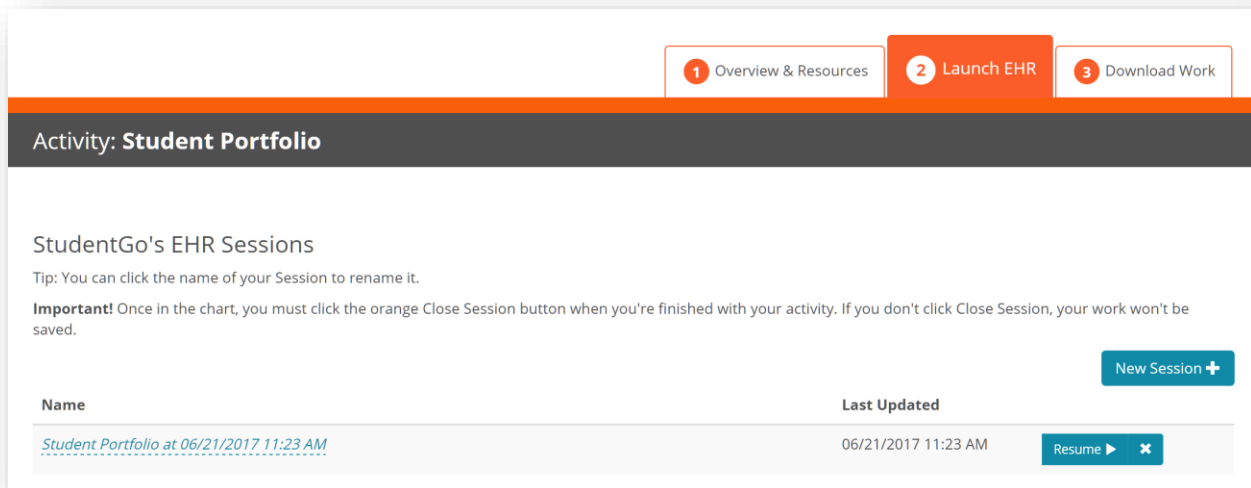 1 Overview & Resources
2 Launch EHR
3 Download Work
Activity: Student Portfolio
StudentGo's EHR Sessions
Tip: You can click the name of your Session to rename it.
Important! Once in the chart, you must click the orange Close Session button when you're finished with your activity. If you don't click Close Session, your work won't be
saved.
New Session
Name Last Updated
Student Portfolio at 06/21/2017 11:23 AM 06/21/2017 11:23 AM Resume